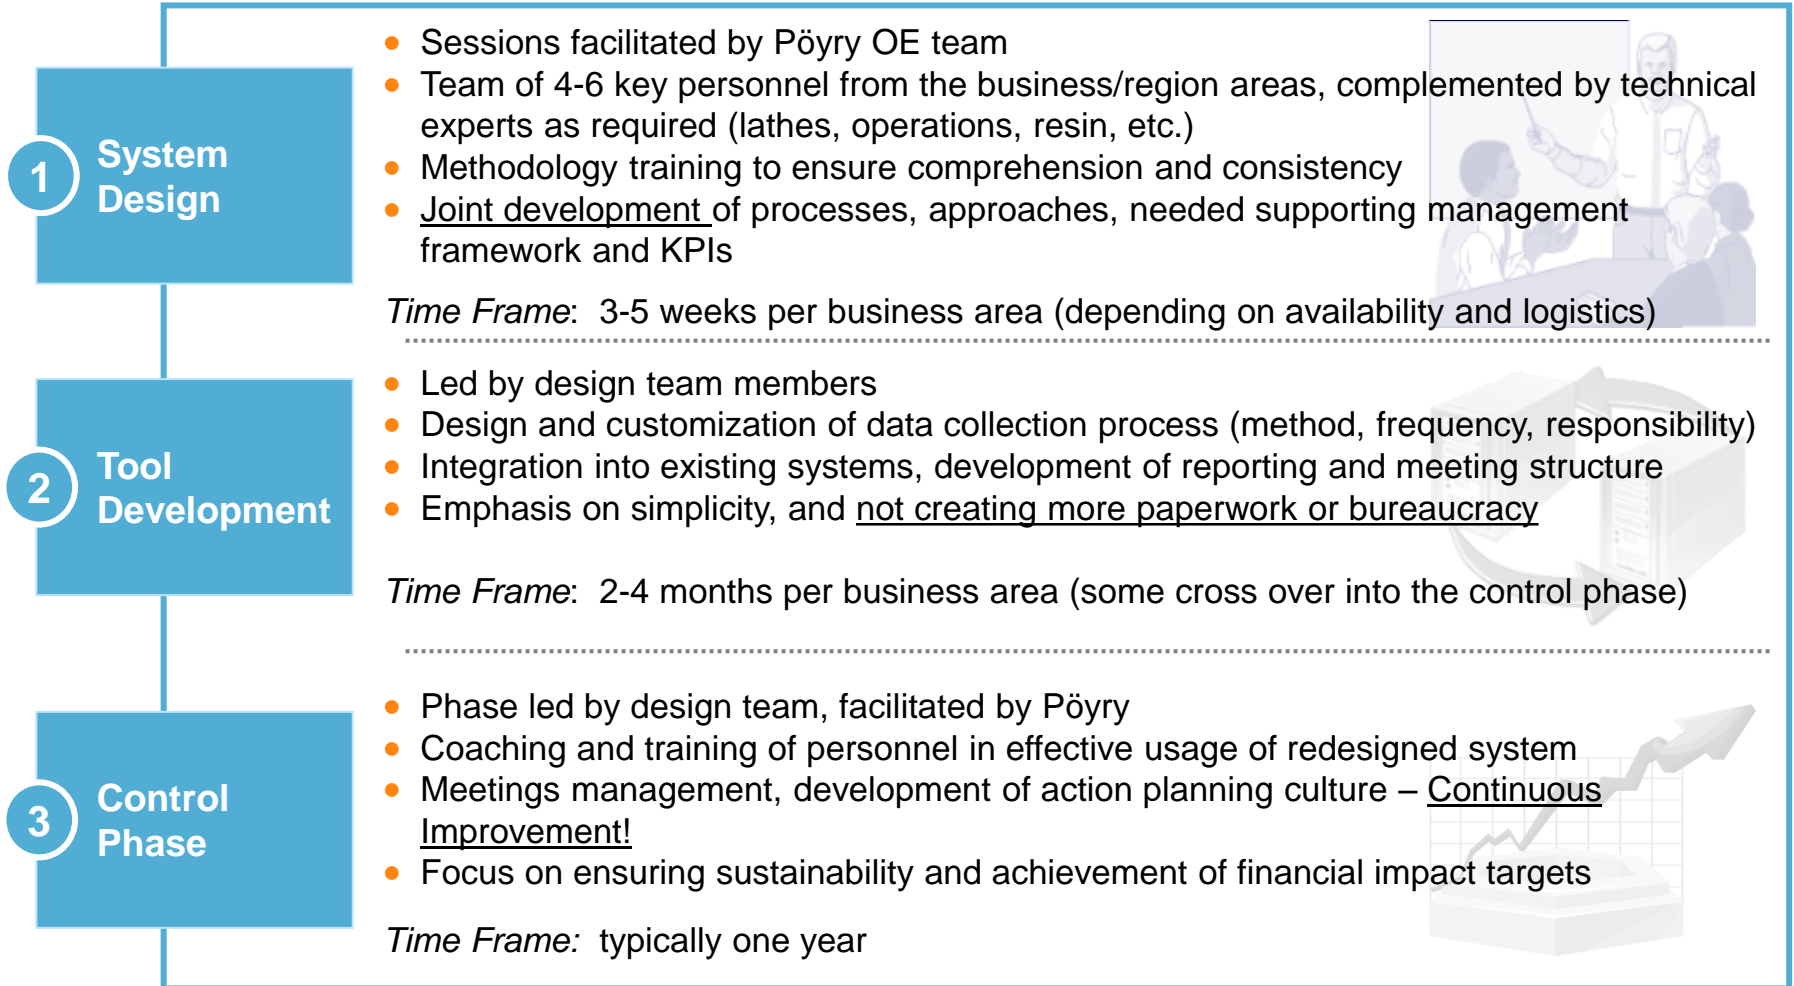 • Sessions facilitated by Pöyry OE team
• Team of 4-6 key personnel from the business/region areas, complemented by technical
experts as required (lathes, operations, resin, etc.)
• Methodology training to ensure comprehension and consistency
• Joint development of processes, approaches, needed supporting management
framework and KPIs
Time Frame: 3-5 weeks per business area (depending on availability and logistics)
1
System
Design
• Led by design team members
• Design and customization of data collection process (method, frequency, responsibility)
• Integration into existing systems, development of reporting and meeting structure
• Emphasis on simplicity, and not creating more paperwork or bureaucracy
Time Frame: 2-4 months per business area (some cross over into the control phase)
2
Tool
Development
• Phase led by design team, facilitated by Pöyry
• Coaching and training of personnel in effective usage of redesigned system
• Meetings management, development of action planning culture – Continuous
Improvement!
• Focus on ensuring sustainability and achievement of financial impact targets
Time Frame: typically one year
3
Control
Phase